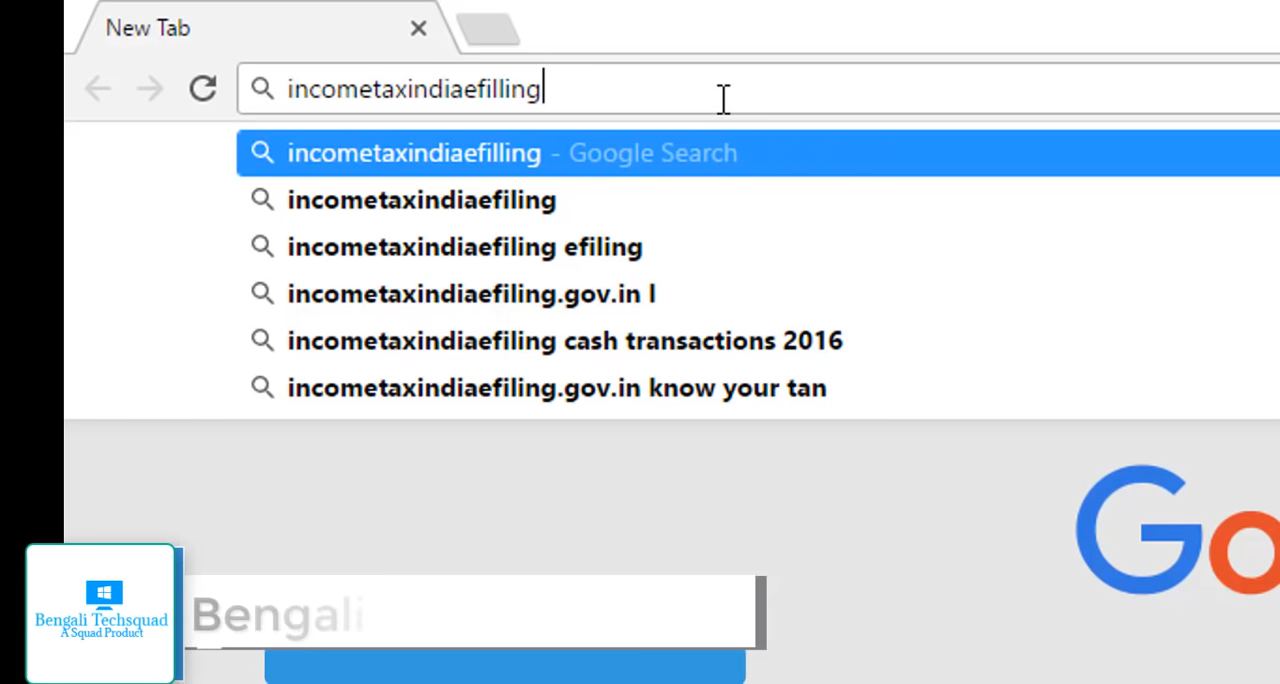 New Tab
incometaxindiaefilling
incometaxindiaefilling - Google Search
incometaxindiaefiling
incometaxindiaefiling efiling
incometaxindiaefiling.gov.in l
incometaxindiaefiling cash transactions 2016
incometaxindiaefiling.gov.in know your tan
Go
Bengali Techsquad
A Squad Product
Bengali